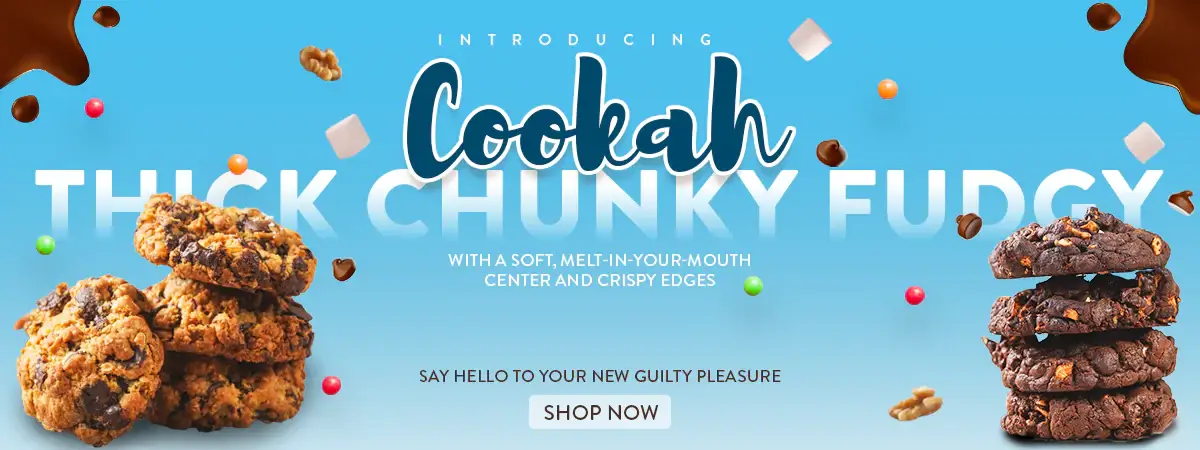 INTRODUCING
Cookah
THICK CHUNKY FUDGY
WITH A SOFT, MELT-IN-YOUR-MOUTH
CENTER AND CRISPY EDGES
SAY HELLO TO YOUR NEW GUILTY PLEASURE
SHOP NOW